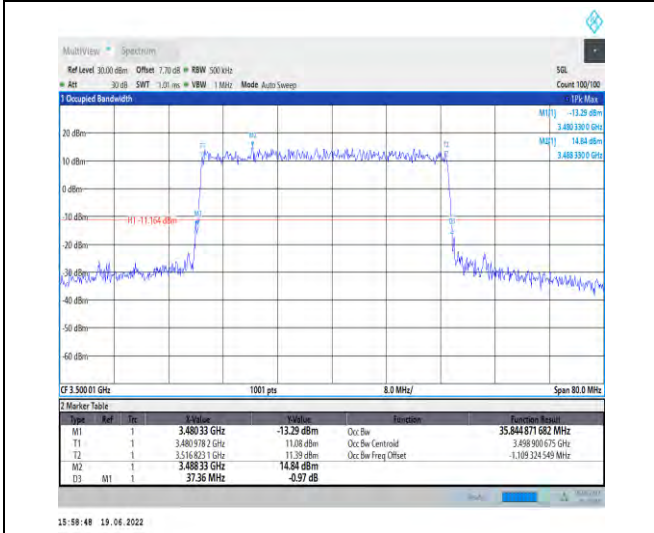 MultiView Spectrum
Ref Level 30.00 dBm Offset 7.70 dB RBW 500 kHz SGL
Att 30 dB SWT 1.01 ms VBW 1 MHz Mode Auto Sweep Count 100/100
1 Occupied Bandwidth 1Pk Max
M1[1] -13.29 dBm
3.480 330 0 GHz
M2[1] 14.84 dBm
3.488 330 0 GHz
20 dBm
T1
M2
T2
10 dBm
0 dBm
-10 dBm
H1 -11.164 dBm
M1
D3
-20 dBm
-30 dBm
-40 dBm
-50 dBm
-60 dBm
CF 3.500 01 GHz 1001 pts 8.0 MHz/ Span 80.0 MHz
2 Marker Table
Type Ref Trc X-Value Y-Value Function Function Result
M1 1 3.480 33 GHz -13.29 dBm Occ Bw 35.844 871 682 MHz
T1 1 3.480 978 2 GHz 11.08 dBm Occ Bw Centroid 3.498 900 675 GHz
T2 1 3.516 823 1 GHz 11.39 dBm Occ Bw Freq Offset -1.109 324 549 MHz
M2 1 3.488 33 GHz 14.84 dBm
D3 M1 1 37.36 MHz -0.97 dB
Ready
15:58:48 19.06.2022